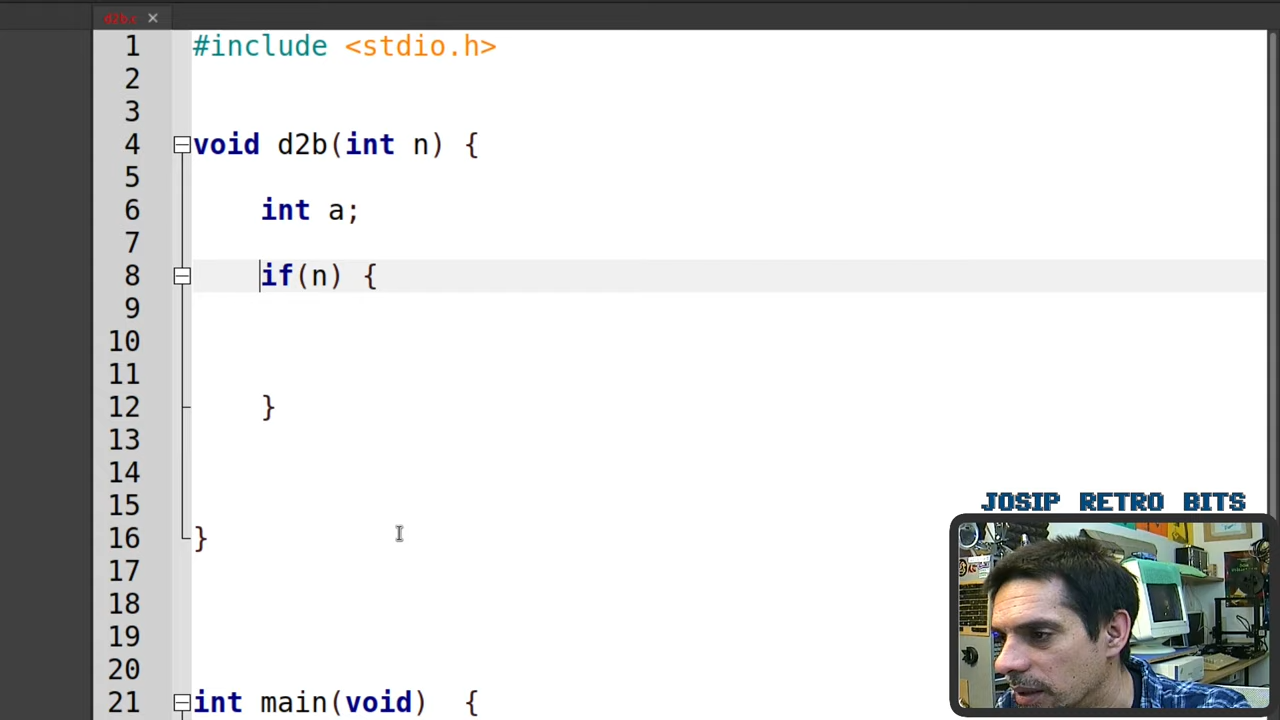 d2b.c
1 #include <stdio.h>
2
3
4 void d2b(int n) {
5
6 int a;
7
8 if(n) {
9
10
11
12 }
13
14
15
16 }
17
18
19
20
21 int main(void) {
JOSIP RETRO BITS